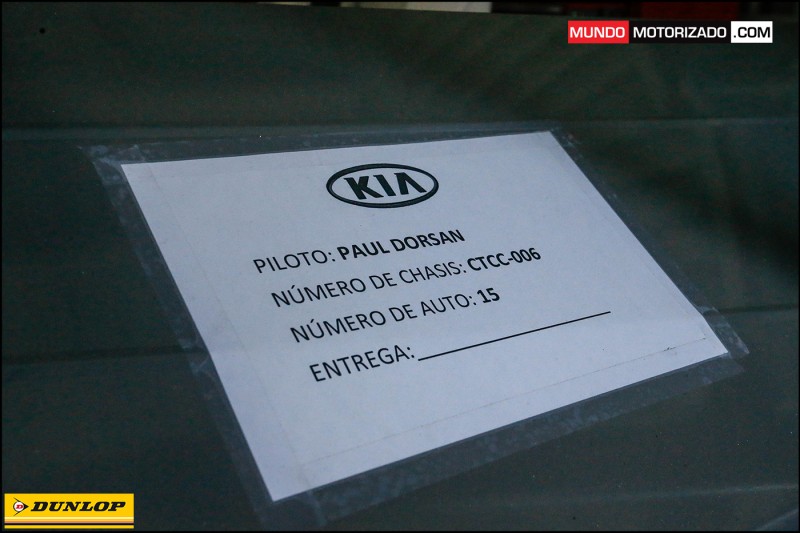 MUNDO MOTORIZADO .COM
KIA
PILOTO: PAUL DORSAN
NÚMERO DE CHASIS: CTCC-006
NÚMERO DE AUTO: 15
ENTREGA:
DUNLOP